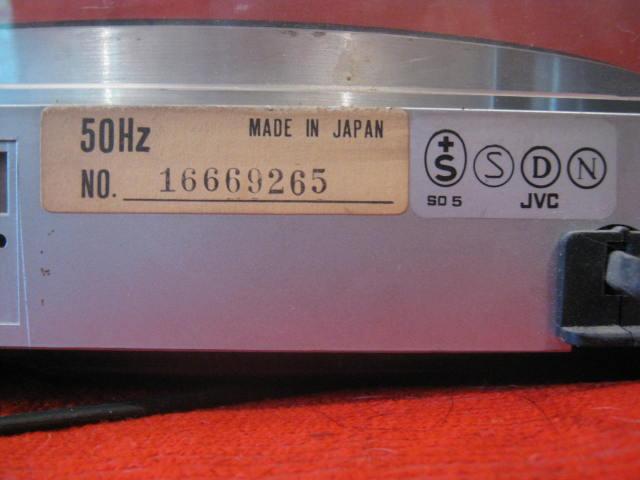 50Hz MADE IN JAPAN
NO. 16669265
+S S D N
SO 5 JVC